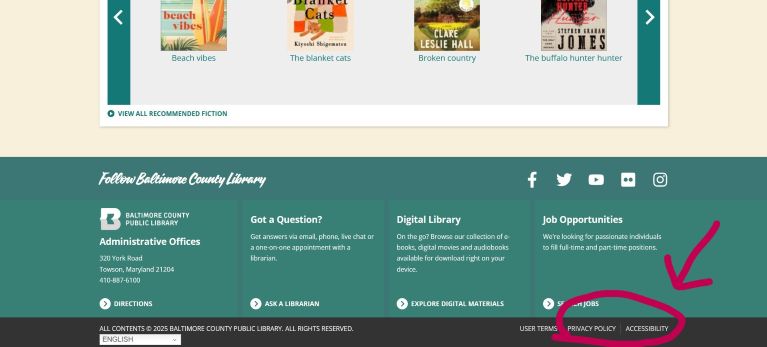 beach
vibes
Blanket
Cats
Kiyoshi Shigematsu
CLARE
LESLIE HALL
HUNTER
Hunter
STEPHEN GRAHAM
JONES
Beach vibes
The blanket cats
Broken country
The buffalo hunter hunter
VIEW ALL RECOMMENDED FICTION
Follow Baltimore County Library
BALTIMORE COUNTY
PUBLIC LIBRARY
Administrative Offices
320 York Road
Towson, Maryland 21204
410-887-6100
DIRECTIONS
Got a Question?
Get answers via email, phone, live chat or
a one-on-one appointment with a
librarian.
ASK A LIBRARIAN
Digital Library
On the go? Browse our collection of e-
books, digital movies and audiobooks
available for download right on your
device.
EXPLORE DIGITAL MATERIALS
Job Opportunities
We're looking for passionate individuals
to fill full-time and part-time positions.
SEARCH JOBS
ALL CONTENTS © 2025 BALTIMORE COUNTY PUBLIC LIBRARY. ALL RIGHTS RESERVED.
USER TERMS PRIVACY POLICY ACCESSIBILITY
ENGLISH